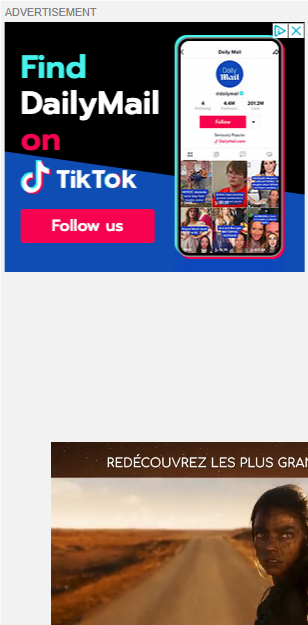 ADVERTISEMENT
Find
DailyMail
on
TikTok
Follow us
Daily Mail
Daily
Mail
@dailymail
4 4.4M 201.2M
Following Likes
Follow
Seriously Popular
DailyMail.com
REDÉCOUVREZ LES PLUS GRAN